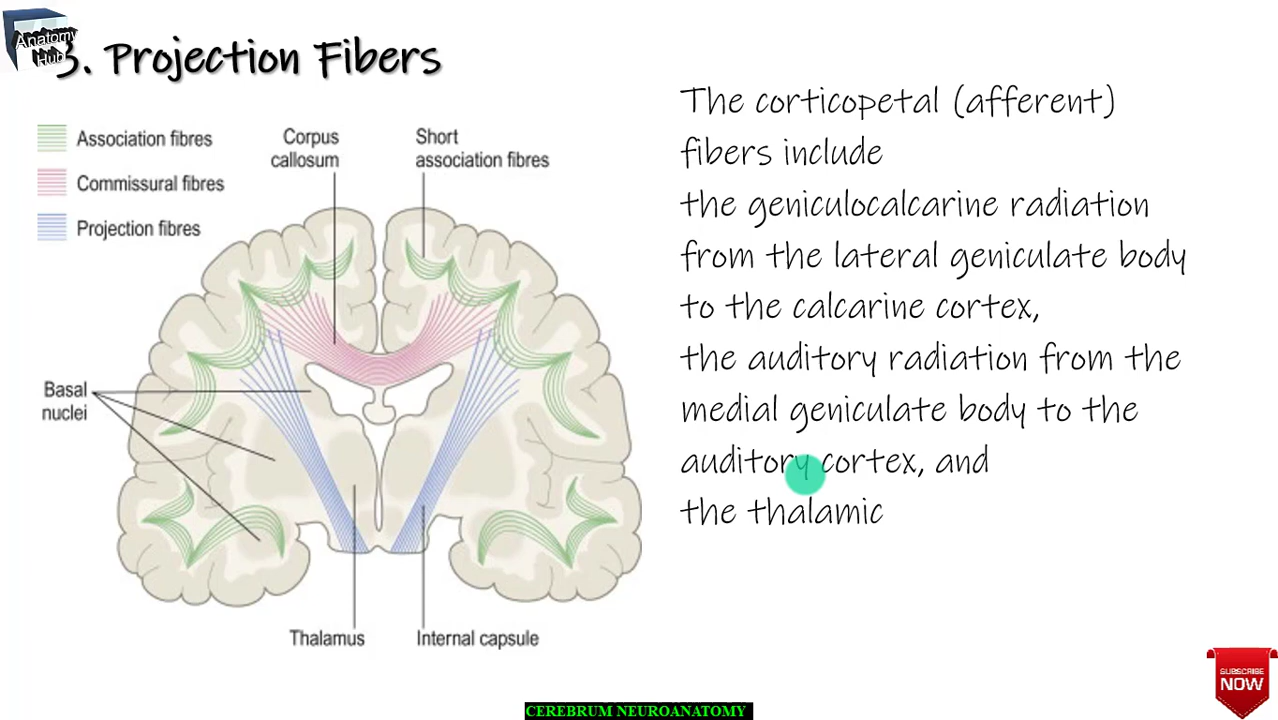 Anatomy
Hub
3. Projection Fibers
Association fibres
Commissural fibres
Projection fibres
Corpus
callosum
Short
association fibres
Basal
nuclei
Thalamus
Internal capsule
The corticopetal (afferent)
fibers include
the geniculocalcarine radiation
from the lateral geniculate body
to the calcarine cortex,
the auditory radiation from the
medial geniculate body to the
auditory cortex, and
the thalamic
SUBSCRIBE
NOW
CEREBRUM NEUROANATOMY